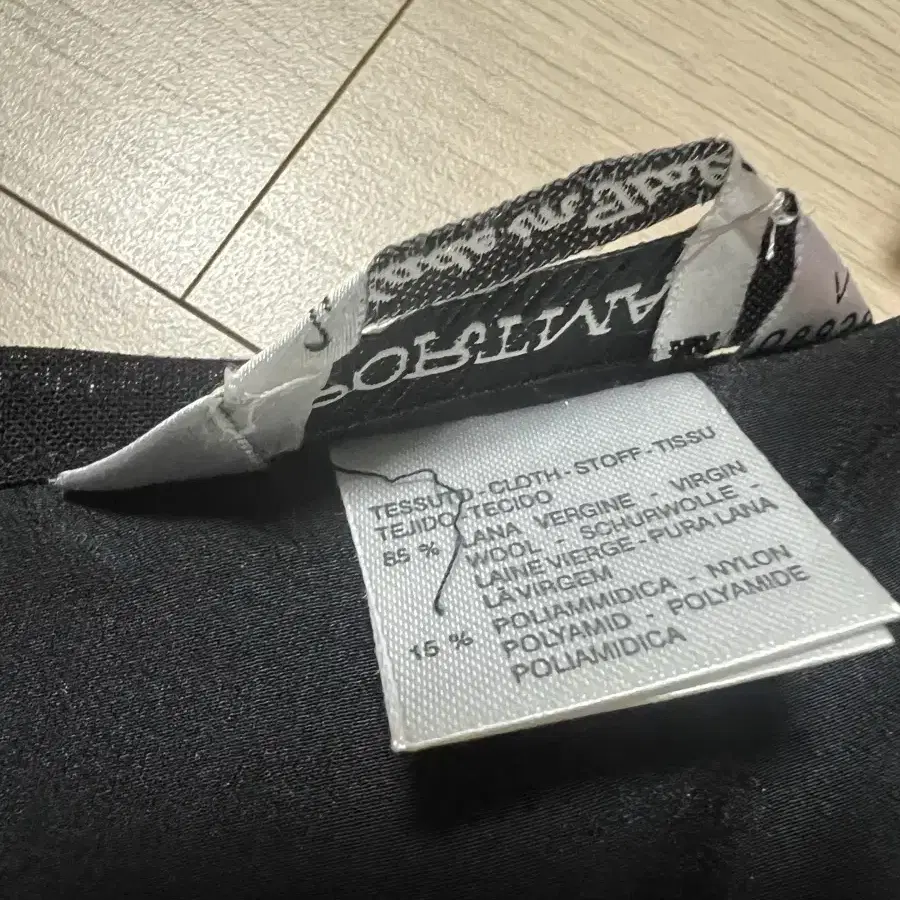 SPORTMAX
TESSUTO - CLOTH - STOFF - TISSU
TEJIDO - TECIDO
85 % LANA VERGINE - VIRGIN
WOOL - SCHURWOLLE -
LAINE VIERGE - PURA LANA
LÃ VIRGEM
15 % POLIAMMIDICA - NYLON
POLYAMID - POLYAMIDE
POLIAMIDICA